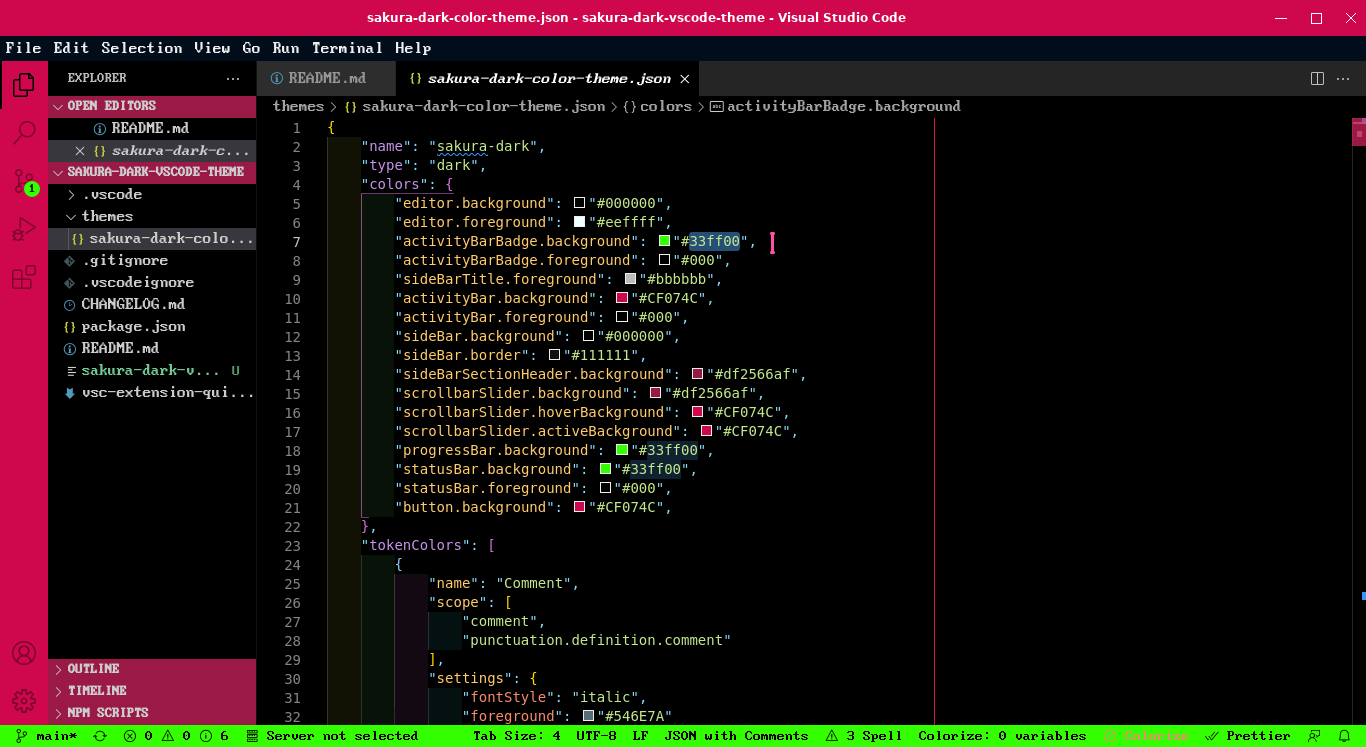 sakura-dark-color-theme.json - sakura-dark-vscode-theme - Visual Studio Code
File Edit Selection View Go Run Terminal Help
EXPLORER
README.md
{} sakura-dark-color-theme.json
OPEN EDITORS
themes > {} sakura-dark-color-theme.json > {} colors > abc activityBarBadge.background
README.md
{} sakura-dark-c...
SAKURA-DARK-VSCODE-THEME
.vscode
themes
{} sakura-dark-colo...
.gitignore
.vscodeignore
CHANGELOG.md
{} package.json
README.md
sakura-dark-v... U
vsc-extension-qui...
1
OUTLINE
TIMELINE
NPM SCRIPTS
1 {
2 "name": "sakura-dark",
3 "type": "dark",
4 "colors": {
5 "editor.background": "#000000",
6 "editor.foreground": "#eeffff",
7 "activityBarBadge.background": "#33ff00",
8 "activityBarBadge.foreground": "#000",
9 "sideBarTitle.foreground": "#bbbbbb",
10 "activityBar.background": "#CF074C",
11 "activityBar.foreground": "#000",
12 "sideBar.background": "#000000",
13 "sideBar.border": "#111111",
14 "sideBarSectionHeader.background": "#df2566af",
15 "scrollbarSlider.background": "#df2566af",
16 "scrollbarSlider.hoverBackground": "#CF074C",
17 "scrollbarSlider.activeBackground": "#CF074C",
18 "progressBar.background": "#33ff00",
19 "statusBar.background": "#33ff00",
20 "statusBar.foreground": "#000",
21 "button.background": "#CF074C",
22 },
23 "tokenColors": [
24 {
25 "name": "Comment",
26 "scope": [
27 "comment",
28 "punctuation.definition.comment"
29 ],
30 "settings": {
31 "fontStyle": "italic",
32 "foreground": "#546E7A"
main* 0 0 6 Server not selected Tab Size: 4 UTF-8 LF JSON with Comments 3 Spell Colorize: 0 variables Colorize Prettier